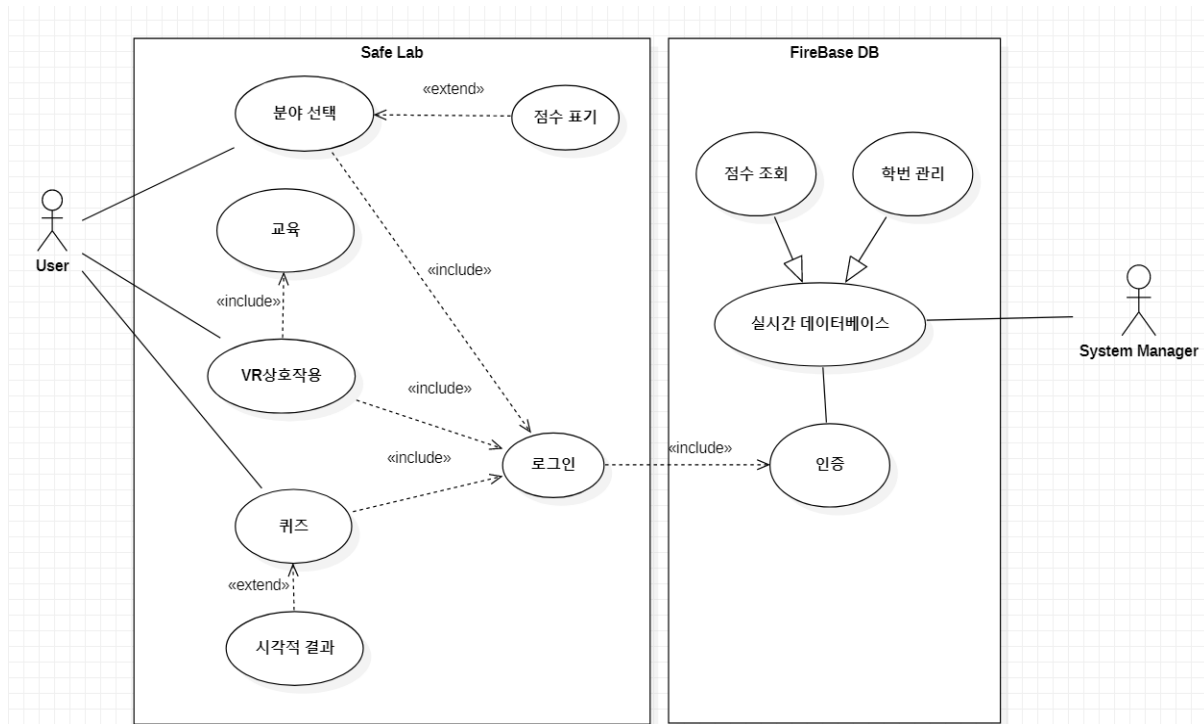 Safe Lab
FireBase DB
분야 선택
«extend»
점수 표기
점수 조회
학번 관리
User
교육
«include»
«include»
실시간 데이터베이스
System Manager
VR상호작용
«include»
«include»
로그인
«include»
인증
퀴즈
«extend»
시각적 결과